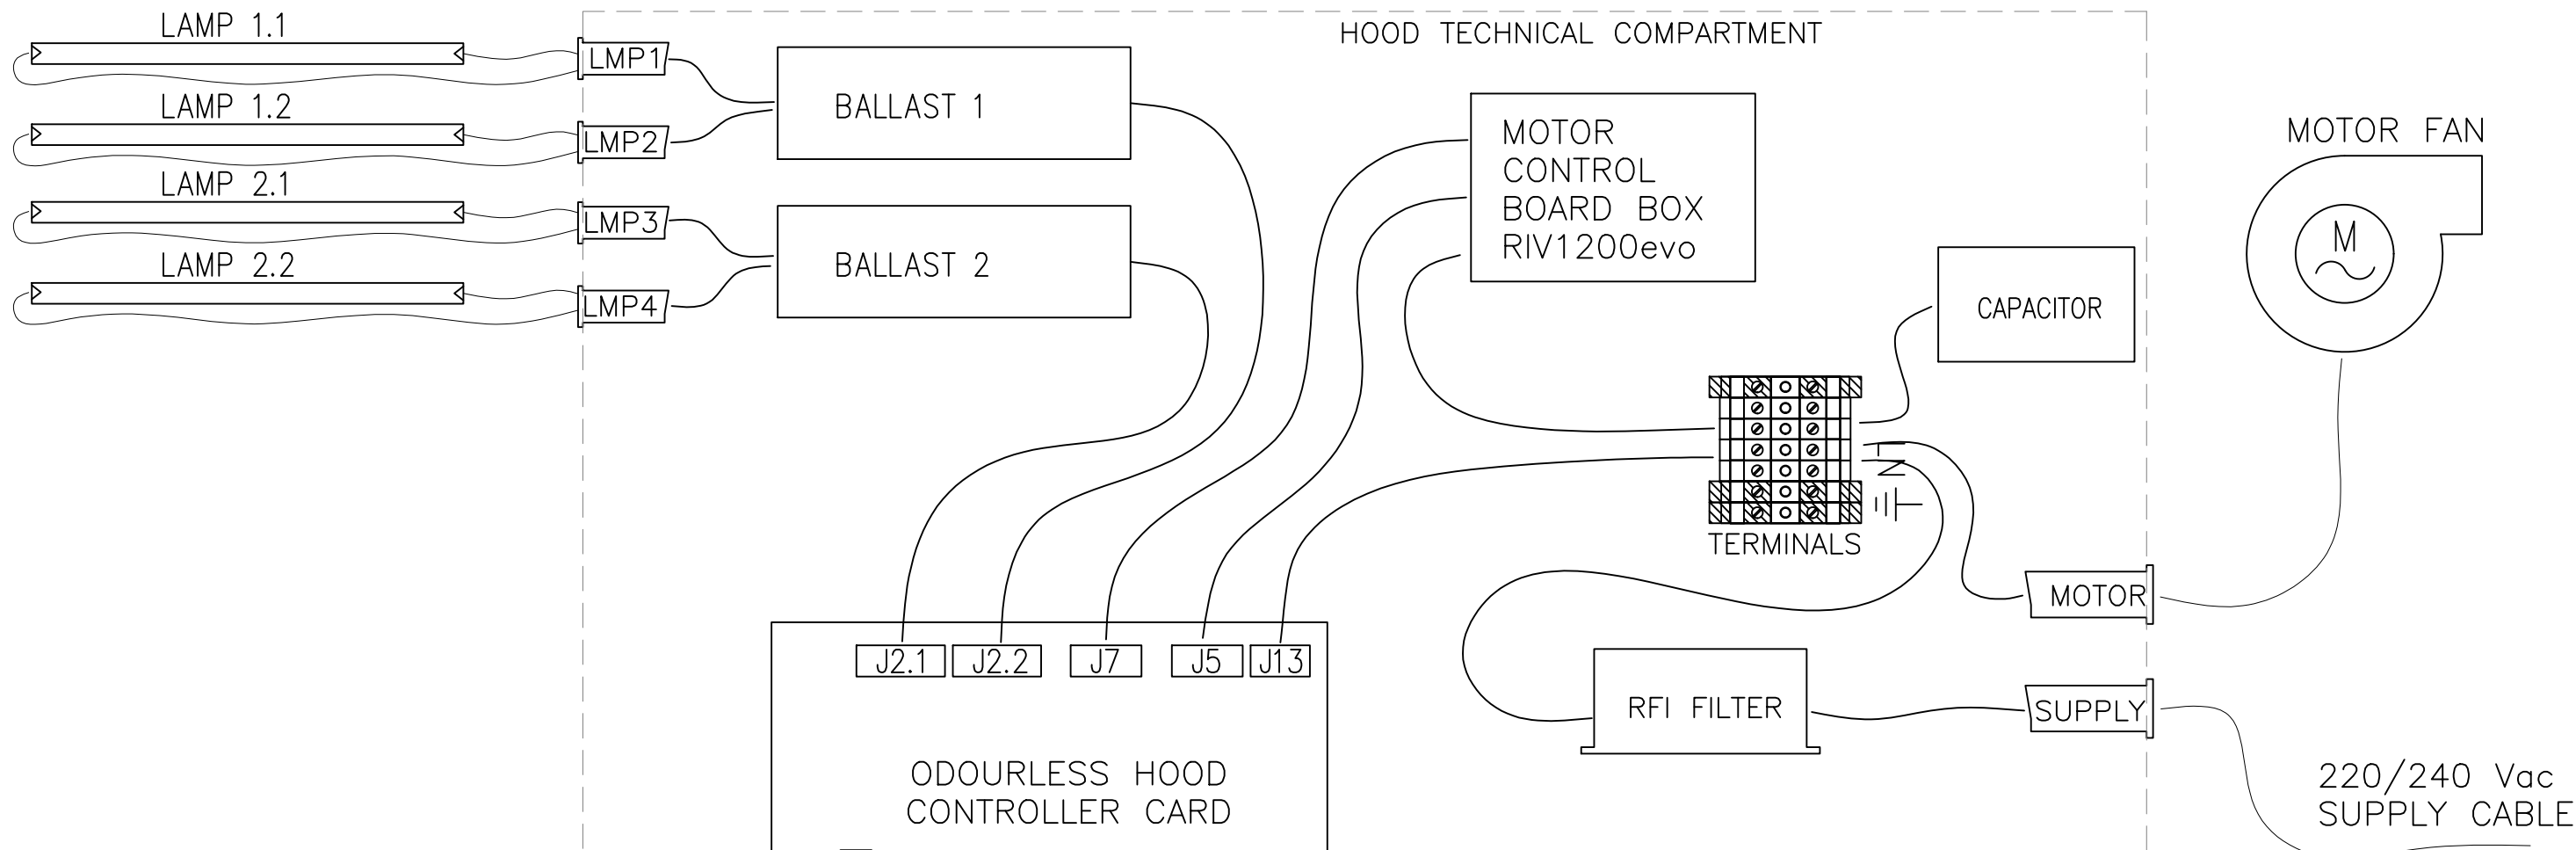 LAMP 1.1
LMP1
LAMP 1.2
LMP2
LAMP 2.1
LMP3
LAMP 2.2
LMP4
HOOD TECHNICAL COMPARTMENT
BALLAST 1
BALLAST 2
MOTOR
CONTROL
BOARD BOX
RIV1200evo
CAPACITOR
MOTOR FAN
M
L
N
TERMINALS
MOTOR
J2.1
J2.2
J7
J5
J13
RFI FILTER
SUPPLY
ODOURLESS HOOD
CONTROLLER CARD
220/240 Vac
SUPPLY CABLE